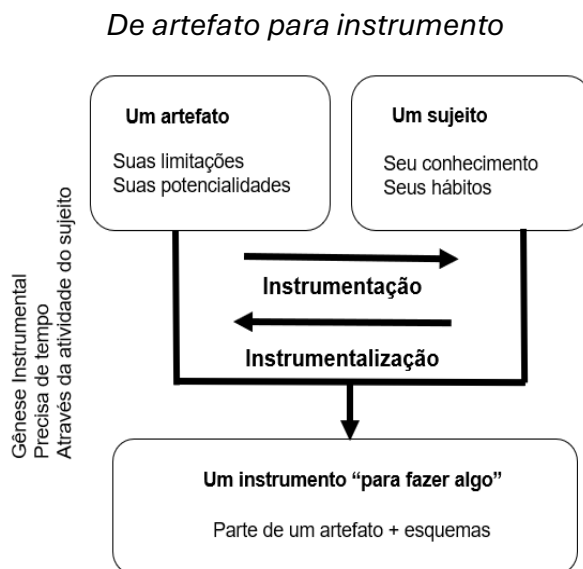 De artefato para instrumento
Um artefato
Suas limitações
Suas potencialidades
Um sujeito
Seu conhecimento
Seus hábitos
Gênese Instrumental
Precisa de tempo
Através da atividade do sujeito
Instrumentação
Instrumentalização
Um instrumento “para fazer algo”
Parte de um artefato + esquemas